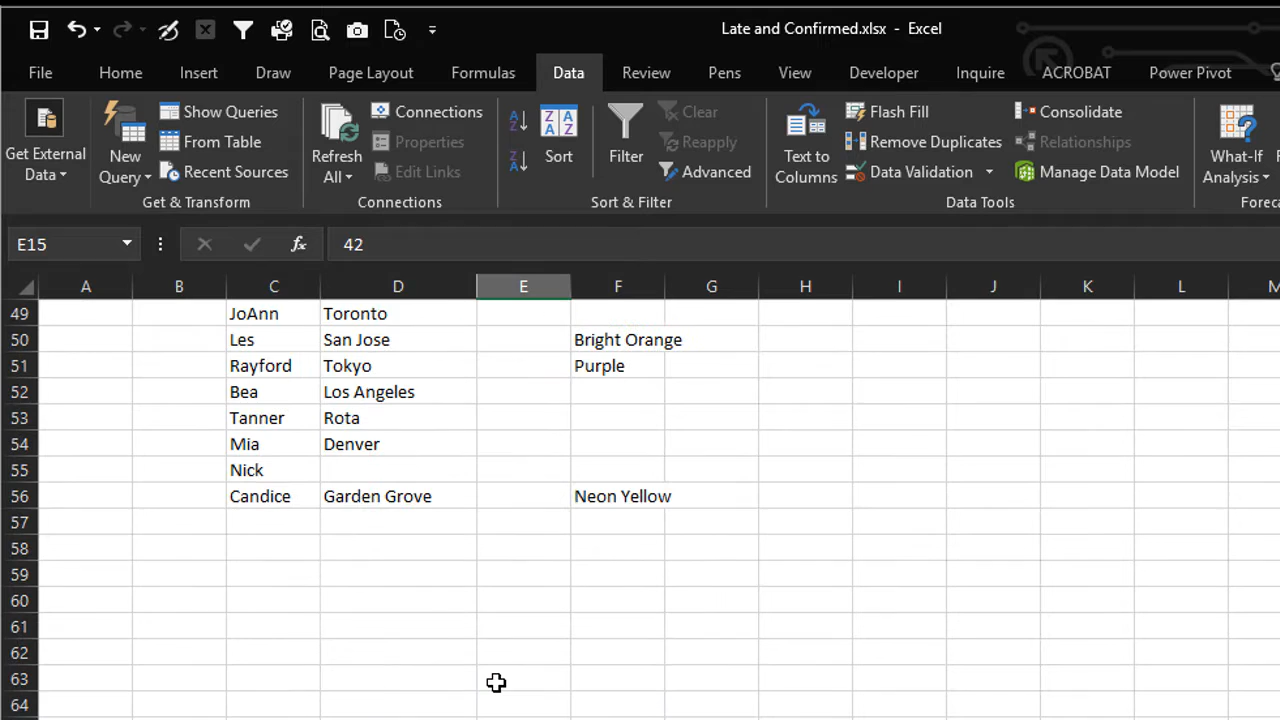 Late and Confirmed.xlsx - Excel
File Home Insert Draw Page Layout Formulas Data Review Pens View Developer Inquire ACROBAT Power Pivot
Get External Data
New Query
Show Queries
From Table
Recent Sources
Get & Transform
Refresh All
Connections
Properties
Edit Links
Connections
Sort
Filter
Clear
Reapply
Advanced
Sort & Filter
Text to Columns
Flash Fill
Remove Duplicates
Data Validation
Consolidate
Relationships
Manage Data Model
Data Tools
What-If Analysis
Foreca
E15 fx 42
A B C D E F G H I J K L M
49 JoAnn Toronto
50 Les San Jose Bright Orange
51 Rayford Tokyo Purple
52 Bea Los Angeles
53 Tanner Rota
54 Mia Denver
55 Nick
56 Candice Garden Grove Neon Yellow
57
58
59
60
61
62
63
64